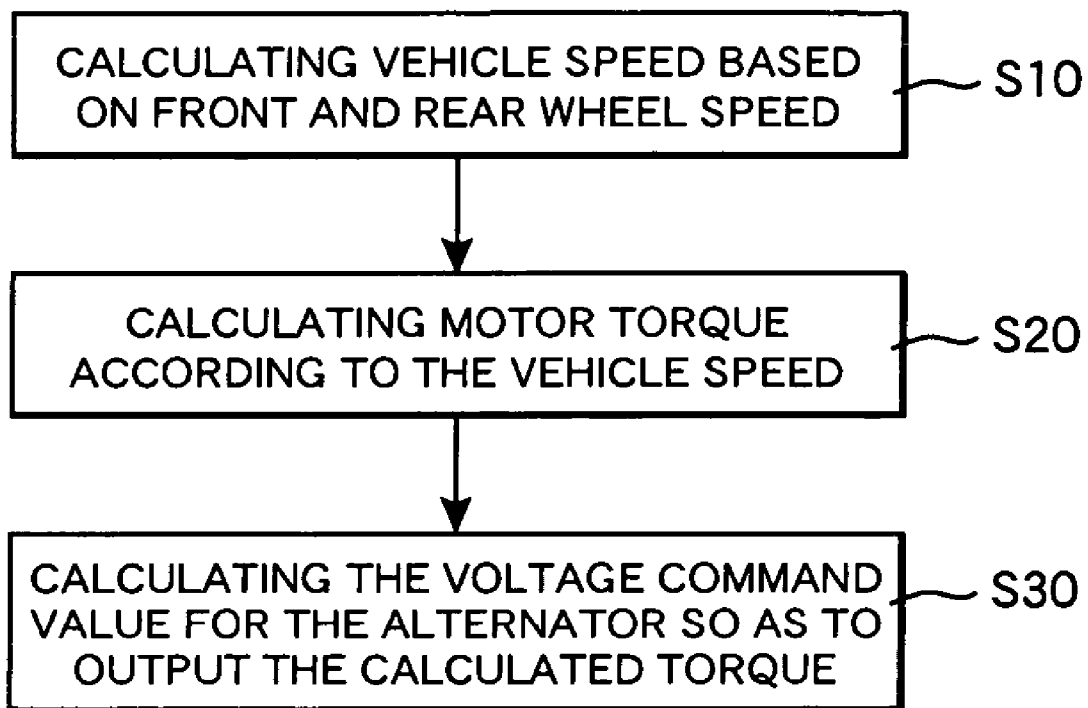 CALCULATING VEHICLE SPEED BASED
ON FRONT AND REAR WHEEL SPEED
S10
CALCULATING MOTOR TORQUE
ACCORDING TO THE VEHICLE SPEED
S20
CALCULATING THE VOLTAGE COMMAND
VALUE FOR THE ALTERNATOR SO AS TO
OUTPUT THE CALCULATED TORQUE
S30